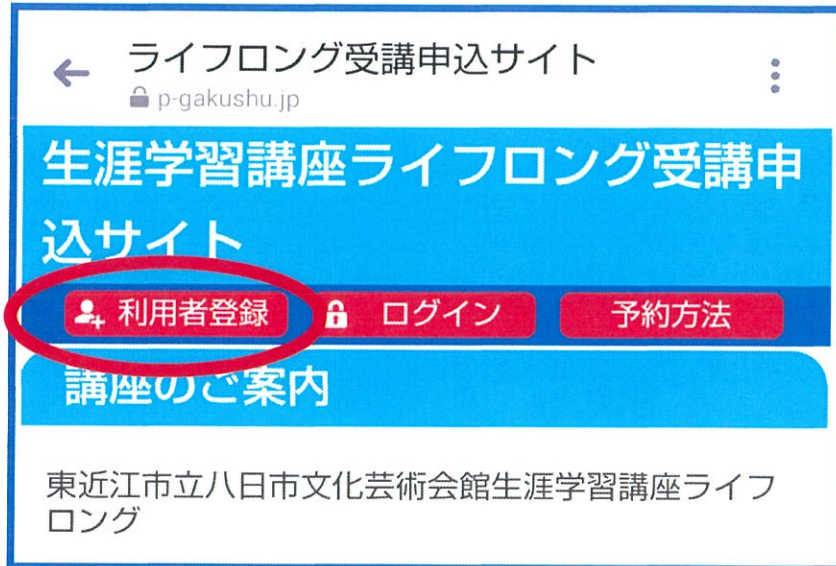 ライフロング受講申込サイト
p-gakushu.jp
生涯学習講座ライフロング受講申
込サイト
利用者登録 ログイン 予約方法
講座のご案内
東近江市立八日市文化芸術会館生涯学習講座ライフ
ロング